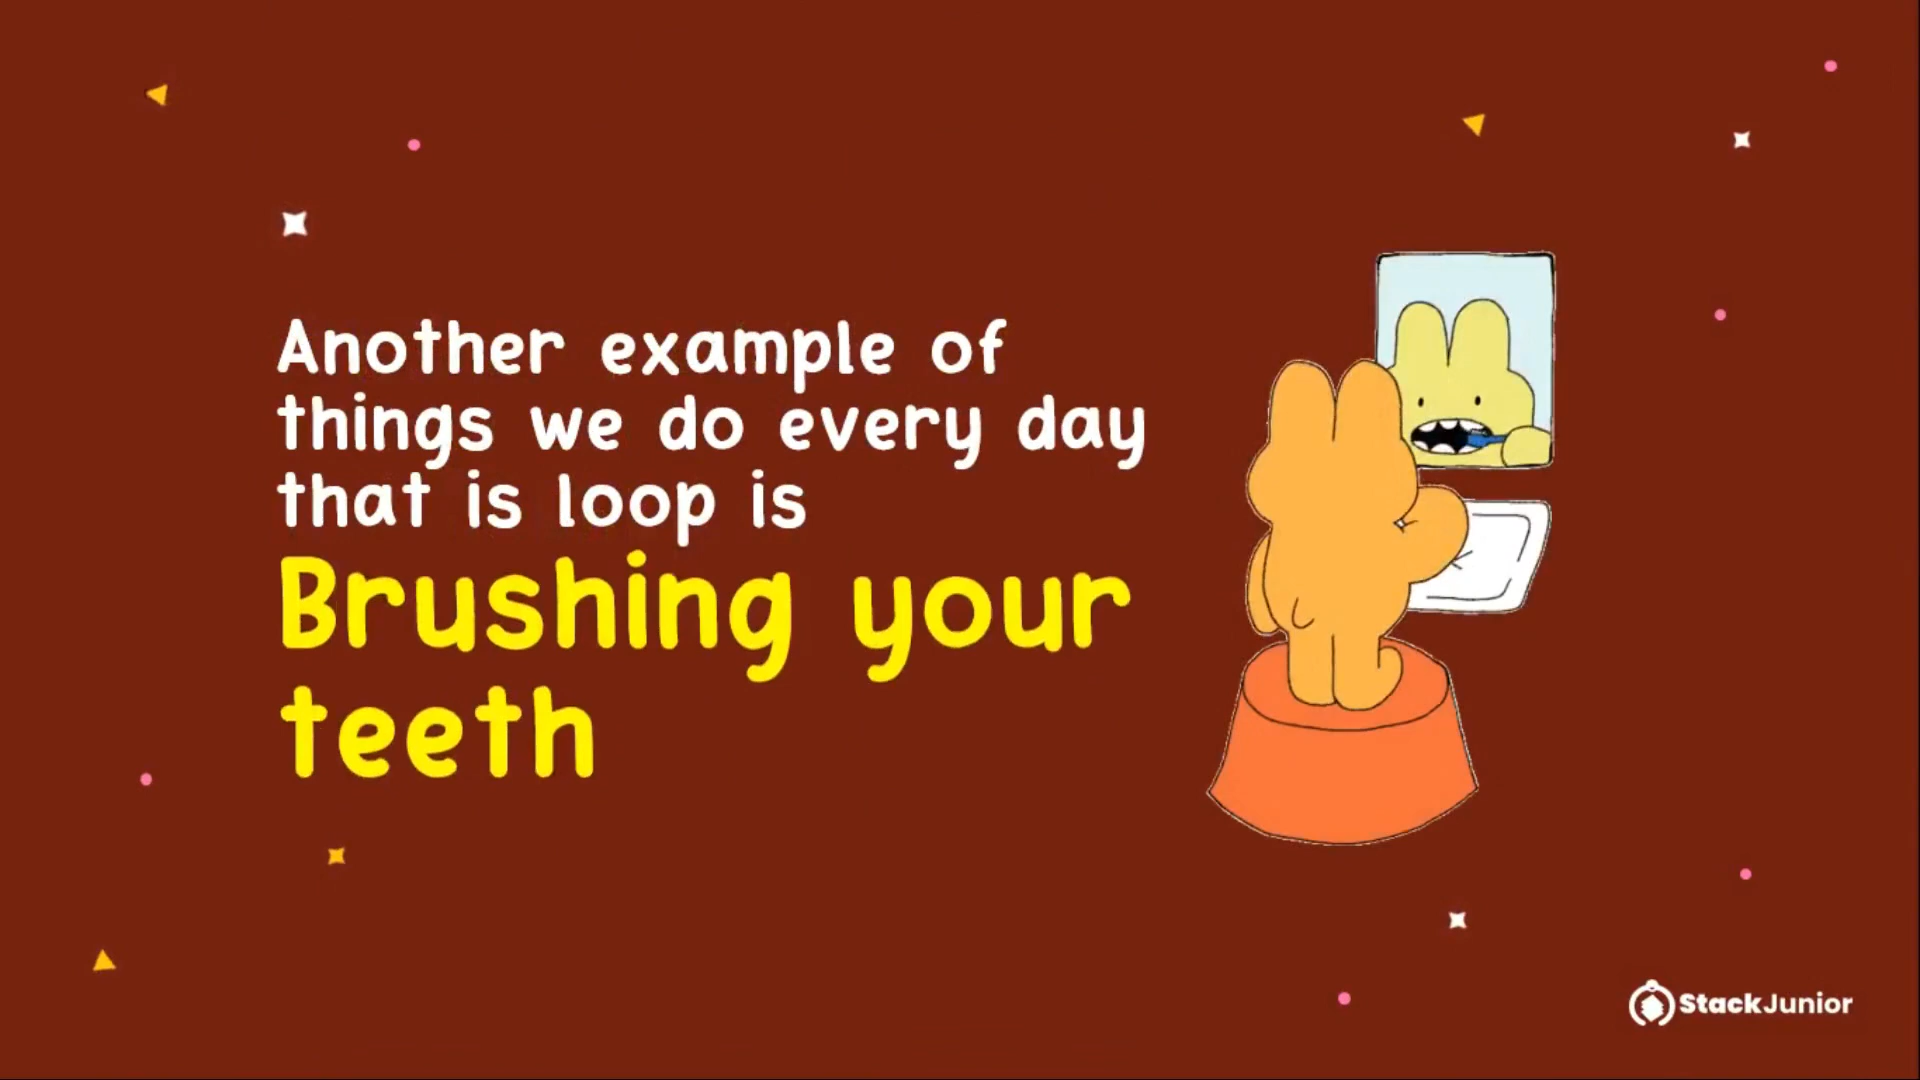 Another example of
things we do every day
that is loop is
Brushing your
teeth
StackJunior